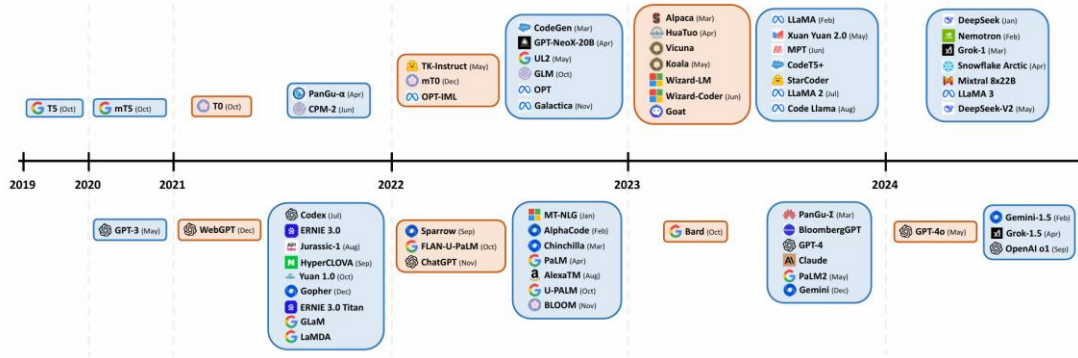 T5 (Oct)
mT5 (Oct)
T0 (Oct)
PanGu-α (Apr)
CPM-2 (Jun)
TK-Instruct (May)
mT0 (Dec)
OPT-IML
CodeGen (Mar)
GPT-NeoX-20B (Apr)
UL2 (May)
GLM (Oct)
OPT
Galactica (Nov)
Alpaca (Mar)
HuaTuo (Apr)
Vicuna
Koala (May)
Wizard-LM
Wizard-Coder (Jun)
Goat
LLaMA (Feb)
Xuan Yuan 2.0 (May)
MPT (Jun)
CodeT5+
StarCoder
LLaMA 2 (Jul)
Code Llama (Aug)
DeepSeek (Jan)
Nemotron (Feb)
Grok-1 (Mar)
Snowflake Arctic (Apr)
Mixtral 8x22B
LLaMA 3
DeepSeek-V2 (May)
2019
2020
2021
2022
2023
2024
GPT-3 (May)
WebGPT (Dec)
Codex (Jul)
ERNIE 3.0
Jurassic-1 (Aug)
HyperCLOVA (Sep)
Yuan 1.0 (Oct)
Gopher (Dec)
ERNIE 3.0 Titan
GLaM
LaMDA
Sparrow (Sep)
FLAN-U-PaLM (Oct)
ChatGPT (Nov)
MT-NLG (Jan)
AlphaCode (Feb)
Chinchilla (Mar)
PaLM (Apr)
AlexaTM (Aug)
U-PALM (Oct)
BLOOM (Nov)
Bard (Oct)
PanGu-Σ (Mar)
BloombergGPT
GPT-4
Claude
PaLM2 (May)
Gemini (Dec)
GPT-4o (May)
Gemini-1.5 (Feb)
Grok-1.5 (Apr)
OpenAI o1 (Sep)